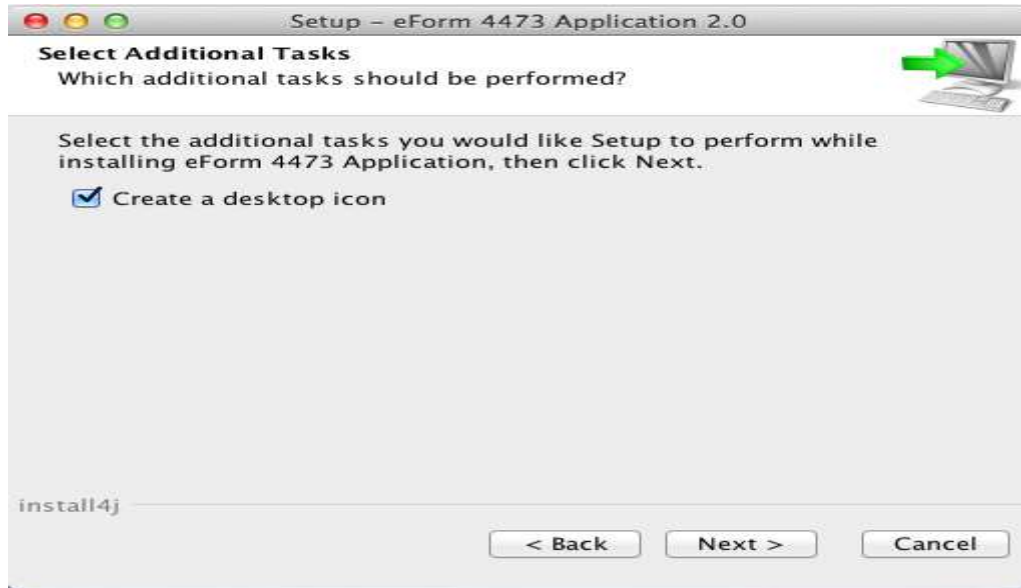 Setup – eForm 4473 Application 2.0
Select Additional Tasks
Which additional tasks should be performed?
Select the additional tasks you would like Setup to perform while
installing eForm 4473 Application, then click Next.
Create a desktop icon
install4j
< Back Next > Cancel